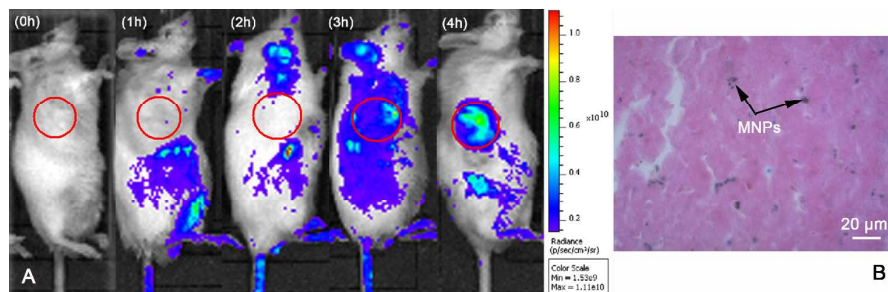 (0h) (1h) (2h) (3h) (4h)
1.0
0.8
0.6
x10^10
0.4
0.2
Radiance
(p/sec/cm²/sr)
Color Scale
Min = 1.53e9
Max = 1.11e10
A
MNPs
20 µm
B